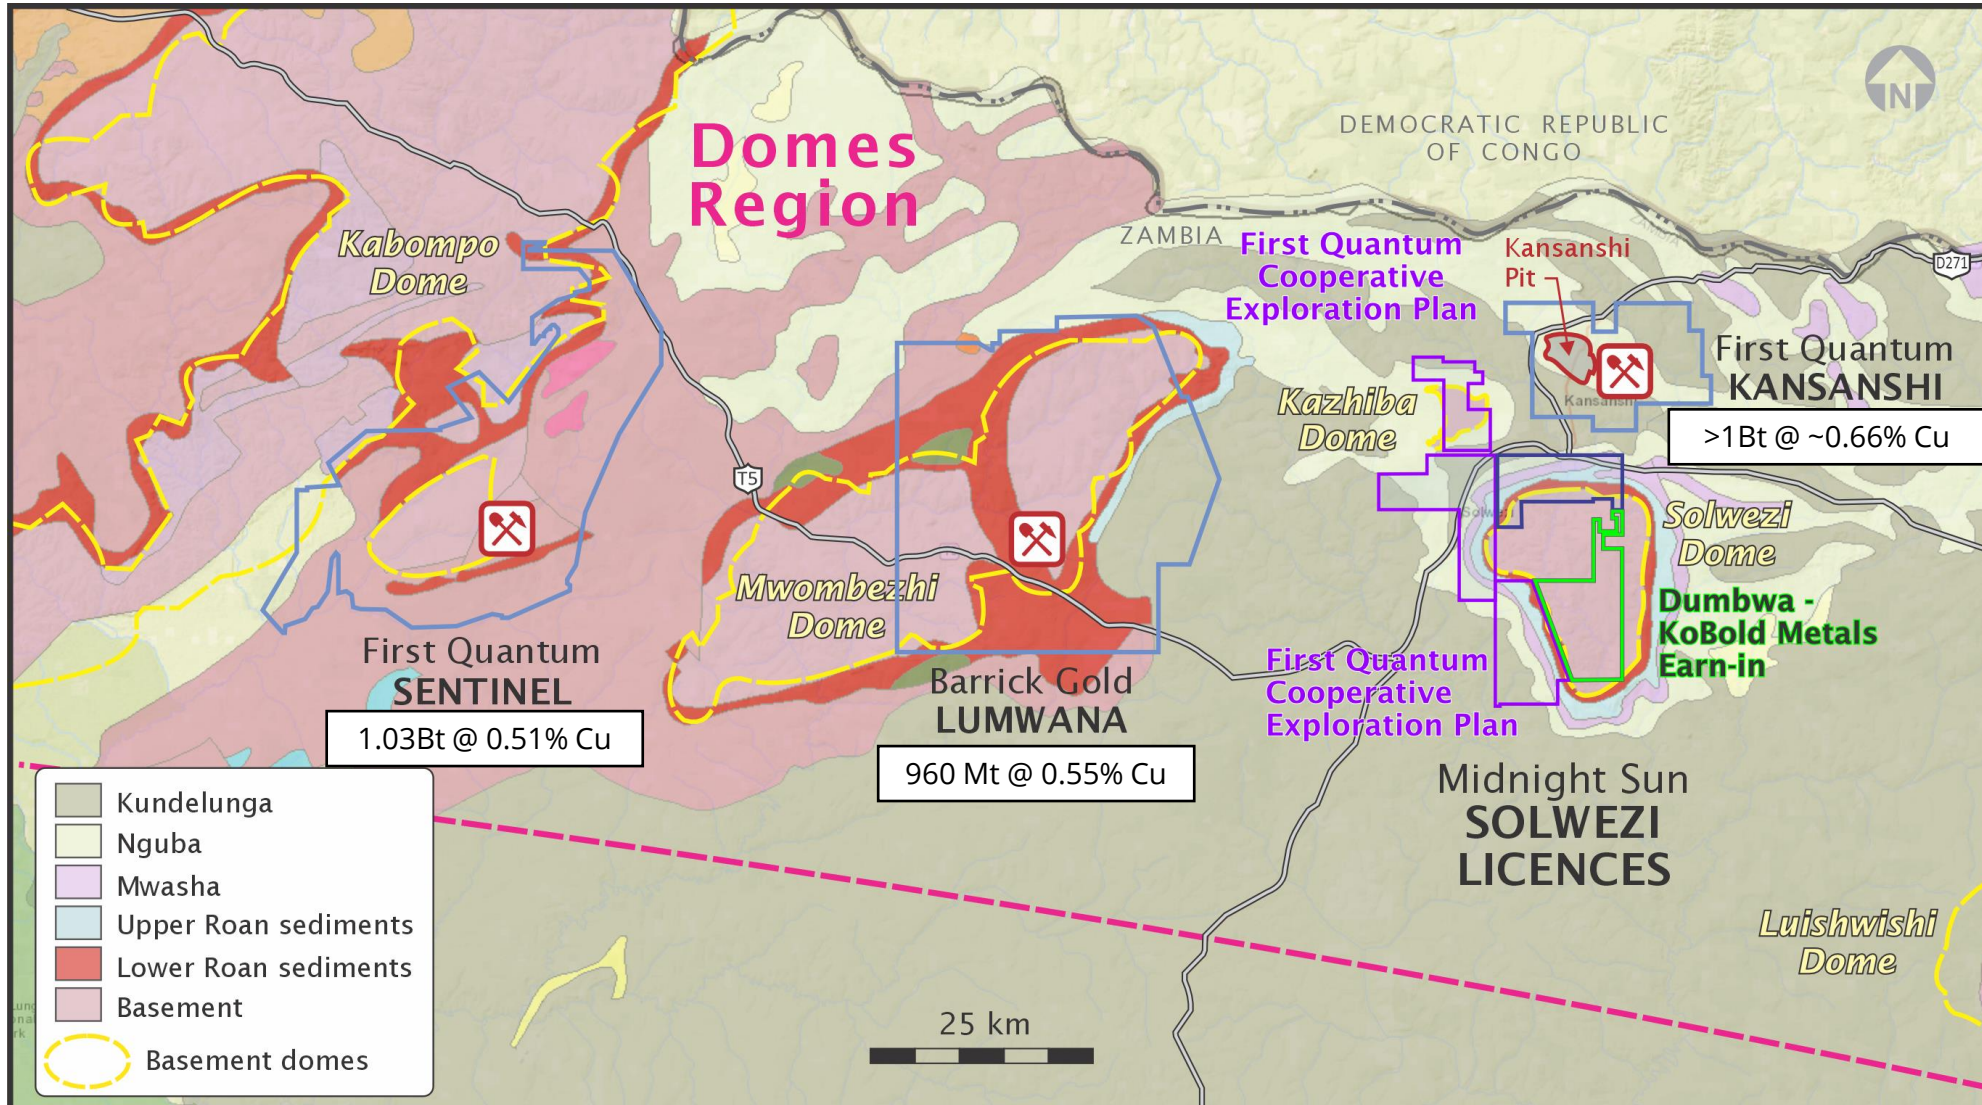 Domes
Region
DEMOCRATIC REPUBLIC
OF CONGO
N
ZAMBIA
D271
Kabompo
Dome
First Quantum
Cooperative
Exploration Plan
Kansanshi
Pit
First Quantum
KANSANSHI
>1Bt @ ~0.66% Cu
Kansanshi
Kazhiba
Dome
T5
Solwezi
Solwezi
Dome
Mwombezhi
Dome
Dumbwa -
KoBold Metals
Earn-in
First Quantum
SENTINEL
1.03Bt @ 0.51% Cu
Barrick Gold
LUMWANA
960 Mt @ 0.55% Cu
First Quantum
Cooperative
Exploration Plan
Midnight Sun
SOLWEZI
LICENCES
Luishwishi
Dome
Kundelunga
Nguba
Mwasha
Upper Roan sediments
Lower Roan sediments
Basement
Basement domes
25 km